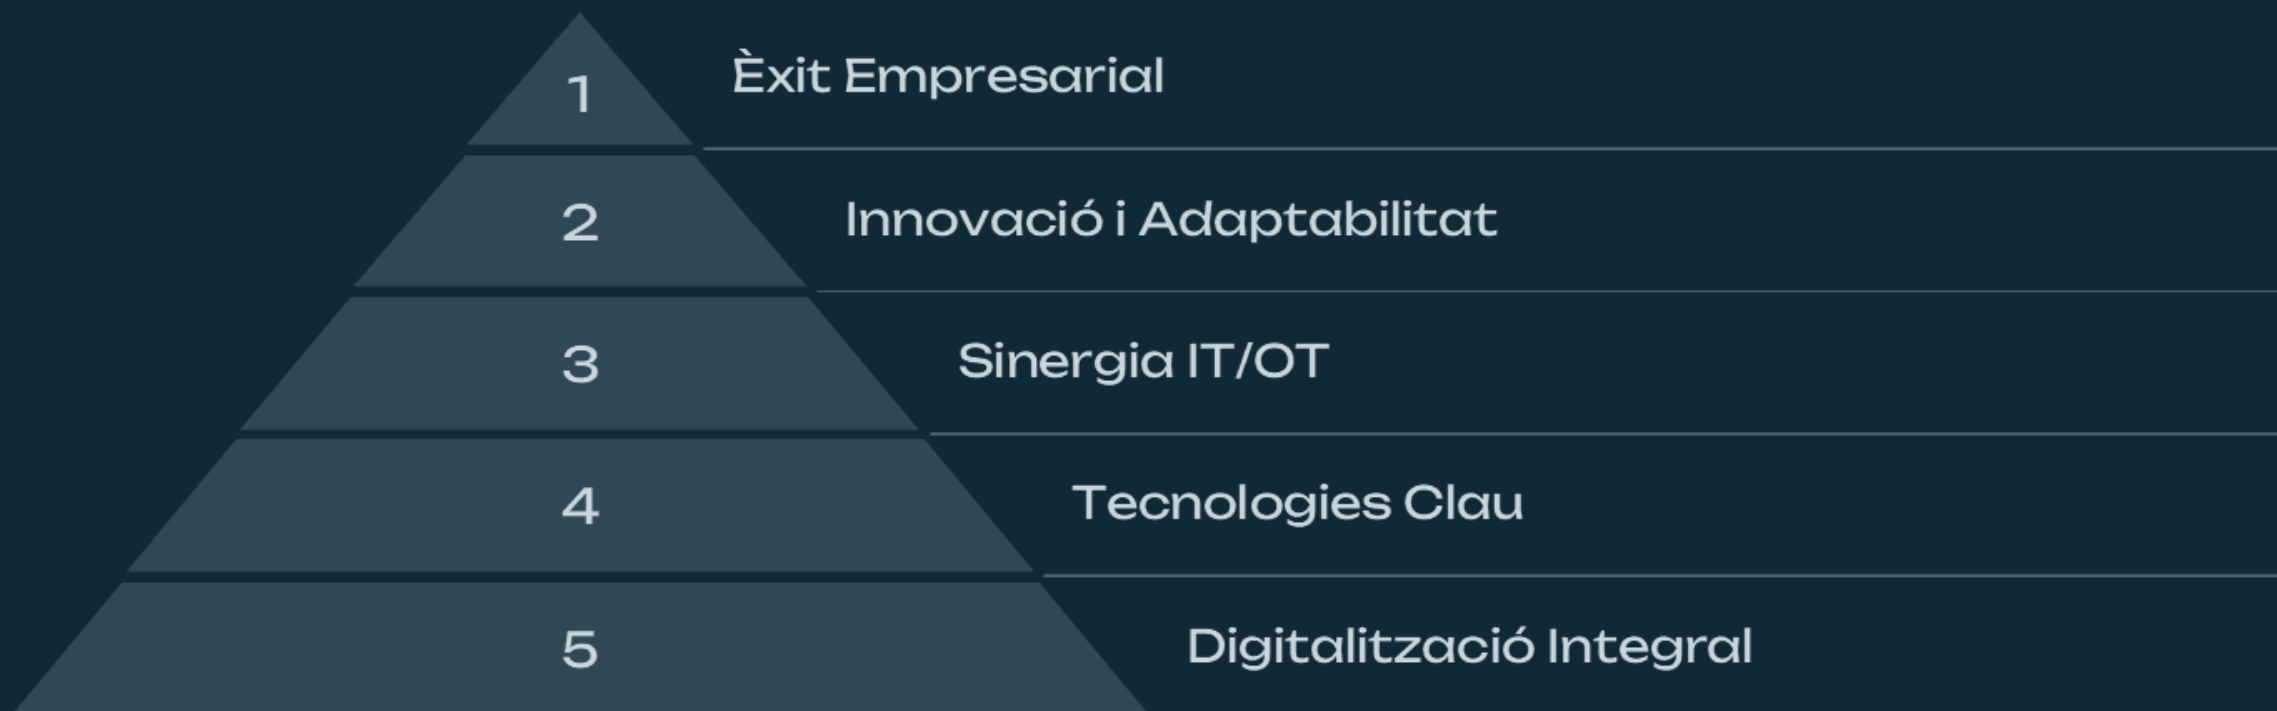 1
Èxit Empresarial
2
Innovació i Adaptabilitat
3
Sinergia IT/OT
4
Tecnologies Clau
5
Digitalització Integral